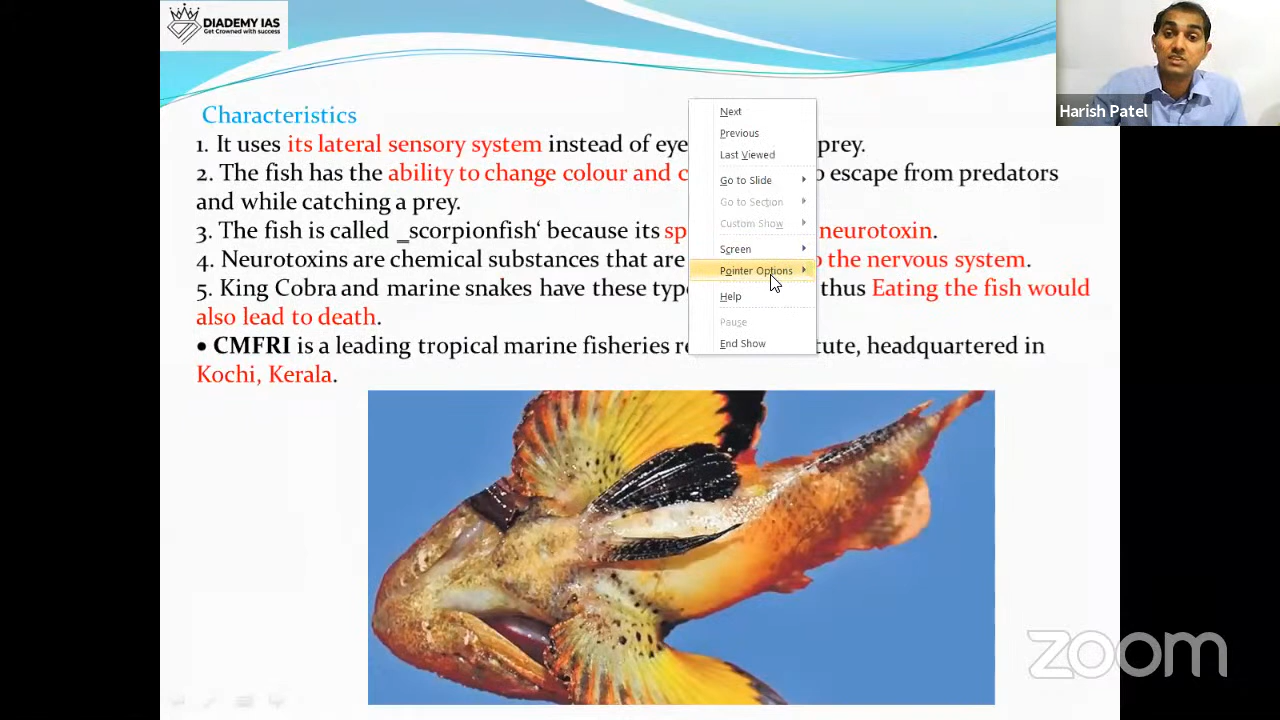 DIADEMY IAS
Get Crowned with success
Harish Patel
Characteristics
1. It uses its lateral sensory system instead of eye prey.
2. The fish has the ability to change colour and c o escape from predators
and while catching a prey.
3. The fish is called _scorpionfish‘ because its sp neurotoxin.
4. Neurotoxins are chemical substances that are o the nervous system.
5. King Cobra and marine snakes have these type thus Eating the fish would
also lead to death.
• CMFRI is a leading tropical marine fisheries re tute, headquartered in
Kochi, Kerala.
Next
Previous
Last Viewed
Go to Slide
Go to Section
Custom Show
Screen
Pointer Options
Help
Pause
End Show
zoom